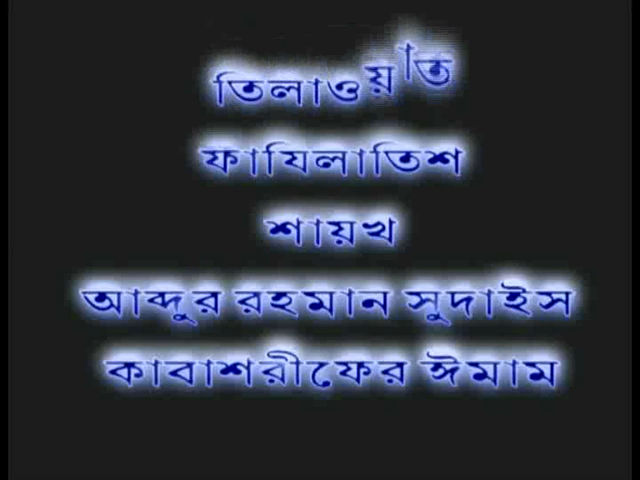 তিলাওয়াত
ফাযিলাতিশ
শায়খ
আব্দুর রহমান সুদাইস
কাবাশরীফের ঈমাম